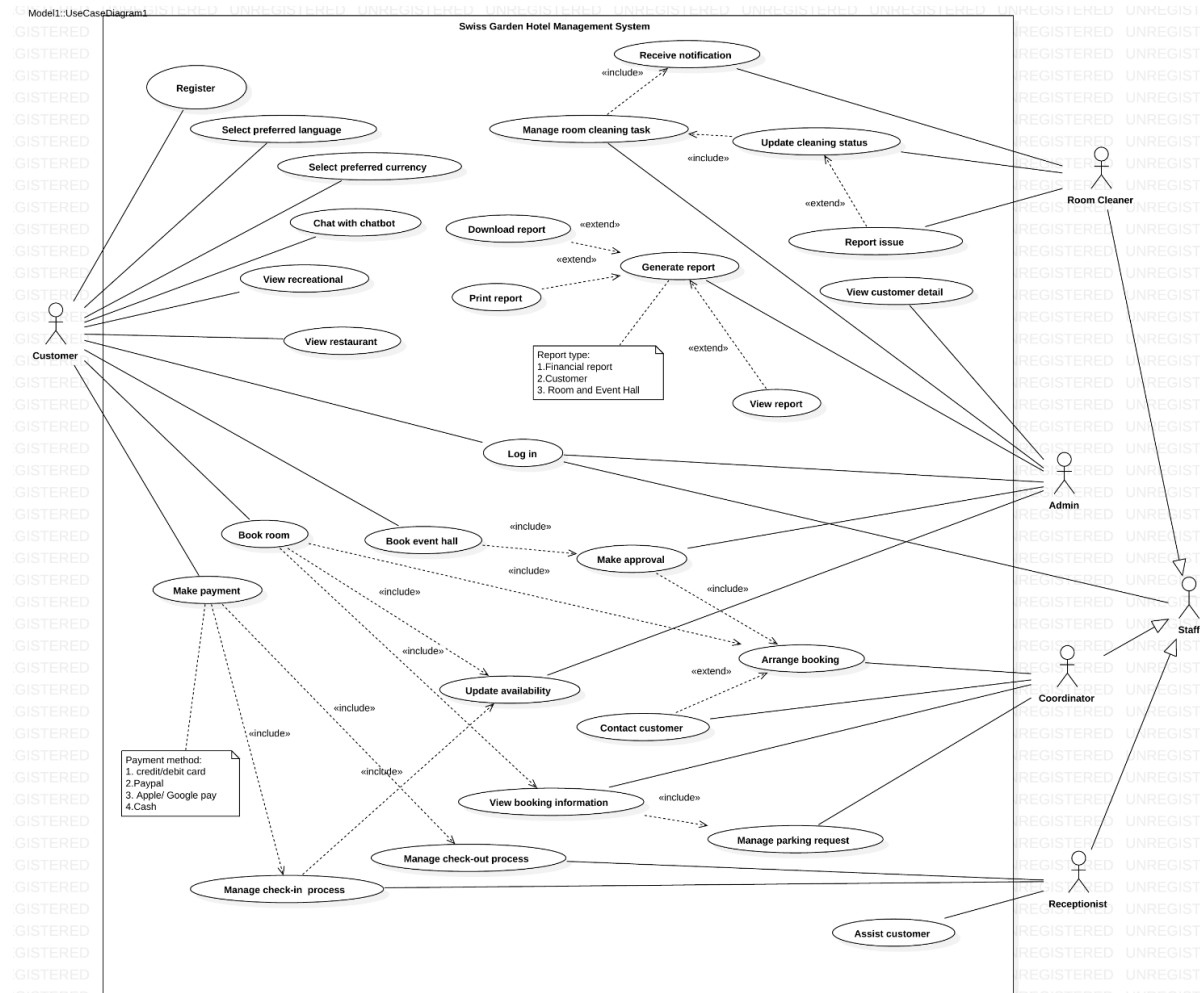 Model1::UseCaseDiagram1
Swiss Garden Hotel Management System
Receive notification
«include»
Register
Select preferred language
Manage room cleaning task
Update cleaning status
«include»
Select preferred currency
Room Cleaner
«extend»
Chat with chatbot
Download report
«extend»
Report issue
«extend»
Generate report
View recreational
View customer detail
Print report
Customer
View restaurant
«extend»
Report type:
1.Financial report
2.Customer
3. Room and Event Hall
View report
Log in
Admin
Book room
Book event hall
«include»
Make approval
«include»
Make payment
«include»
«include»
Staff
«include»
Arrange booking
«extend»
Update availability
Coordinator
«include»
Contact customer
«include»
Payment method:
1. credit/debit card
2.Paypal
3. Apple/ Google pay
4.Cash
«include»
View booking information
«include»
Manage parking request
Manage check-out process
Manage check-in  process
Receptionist
Assist customer
UNREGISTERED